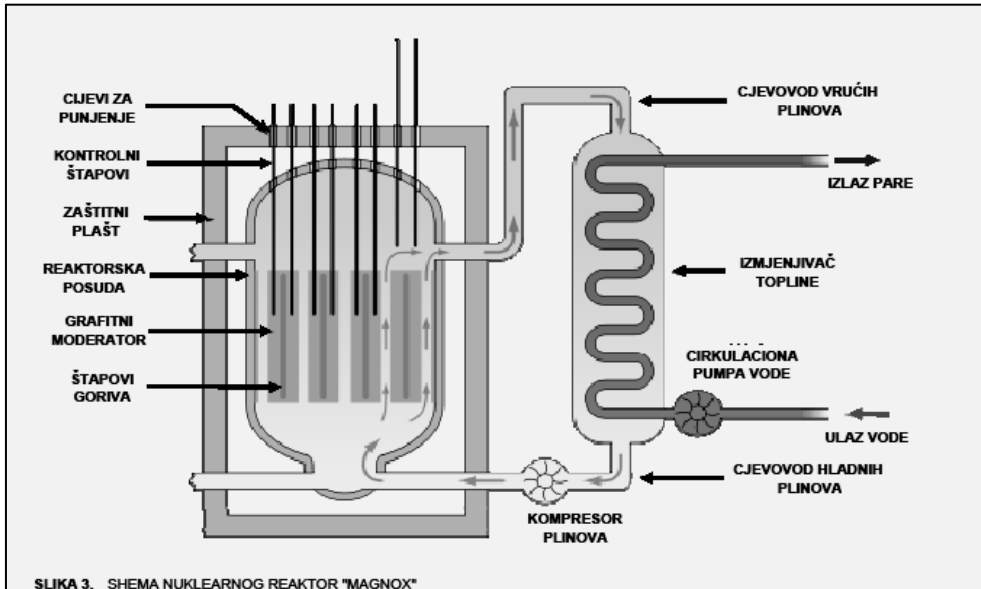 CIJEVI ZA
PUNJENJE
KONTROLNI
ŠTAPOVI
ZAŠTITNI
PLAŠT
REAKTORSKA
POSUDA
GRAFITNI
MODERATOR
ŠTAPOVI
GORIVA
CJEVOVOD VRUĆIH
PLINOVA
IZLAZ PARE
IZMJENJIVAČ
TOPLINE
CIRKULACIONA
PUMPA VODE
ULAZ VODE
CJEVOVOD HLADNIH
PLINOVA
KOMPRESOR
PLINOVA
SLIKA 3. SHEMA NUKLEARNOG REAKTOR "MAGNOX"